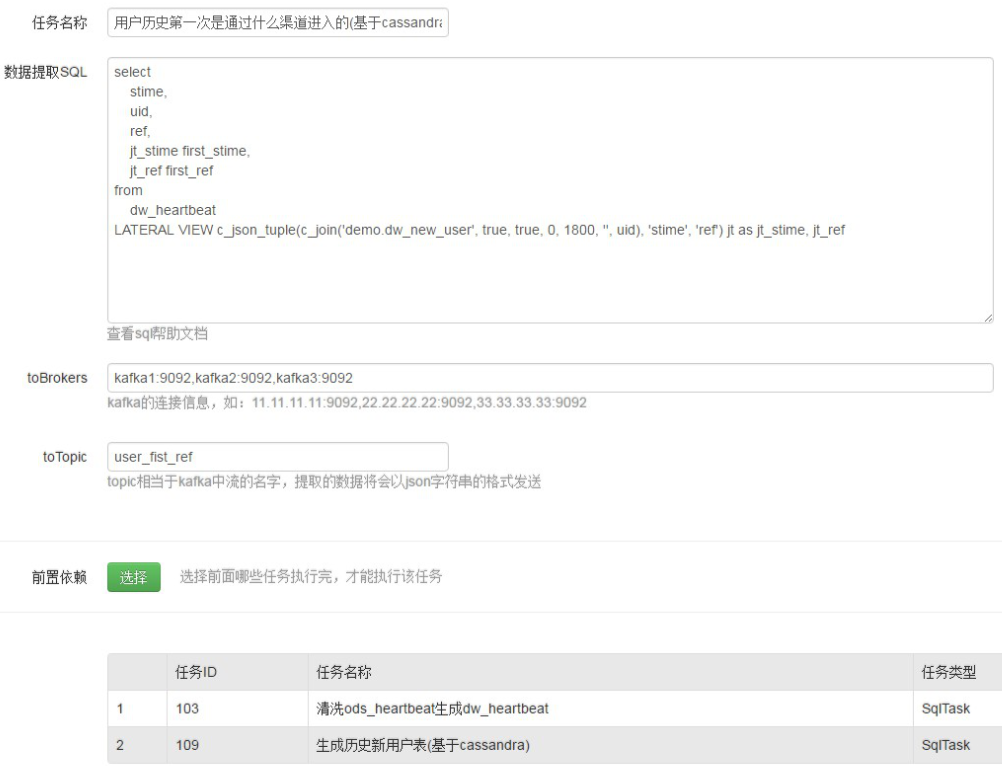 任务名称 用户历史第一次是通过什么渠道进入的(基于cassandra
数据提取SQL
select
stime,
uid,
ref,
jt_stime first_stime,
jt_ref first_ref
from
dw_heartbeat
LATERAL VIEW c_json_tuple(c_join('demo.dw_new_user', true, true, 0, 1800, '', uid), 'stime', 'ref') jt as jt_stime, jt_ref
查看sql帮助文档
toBrokers kafka1:9092,kafka2:9092,kafka3:9092
kafka的连接信息，如：11.11.11.11:9092,22.22.22.22:9092,33.33.33.33:9092
toTopic user_fist_ref
topic相当于kafka中流的名字，提取的数据将会以json字符串的格式发送
前置依赖 选择 选择前面哪些任务执行完，才能执行该任务
任务ID 任务名称 任务类型
1 103 清洗ods_heartbeat生成dw_heartbeat SqlTask
2 109 生成历史新用户表(基于cassandra) SqlTask